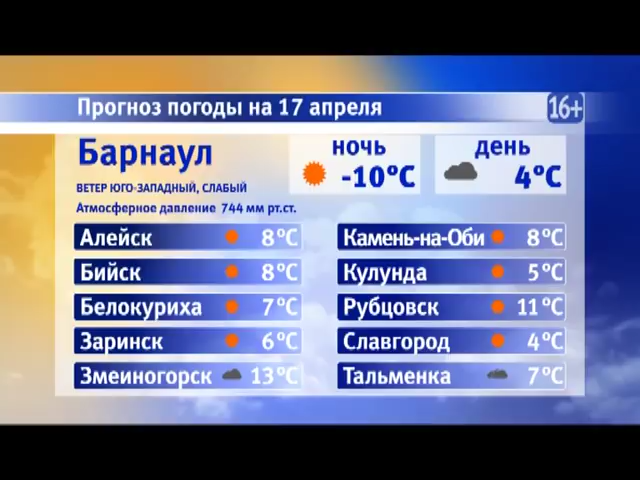 Прогноз погоды на 17 апреля 16+
Барнаул
ночь
-10°C
день
4°C
ВЕТЕР ЮГО-ЗАПАДНЫЙ, СЛАБЫЙ
Атмосферное давление 744 мм рт.ст.
Алейск 8°C
Бийск 8°C
Белокуриха 7°C
Заринск 6°C
Змеиногорск 13°C
Камень-на-Оби 8°C
Кулунда 5°C
Рубцовск 11°C
Славгород 4°C
Тальменка 7°C